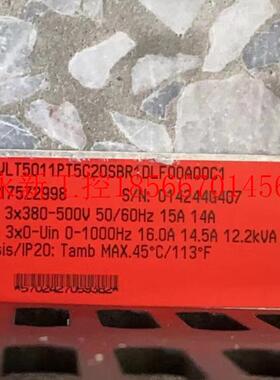 VLT5011PT5C20SBR4DLF00A00C1
175Z2998 S/N: 014244G407
3x380-500V 50/60Hz 15A 14A
3x0-Uin 0-1000Hz 16.0A 14.5A 12.2kVA
sis/IP20: Tamb MAX.45°C/113°F